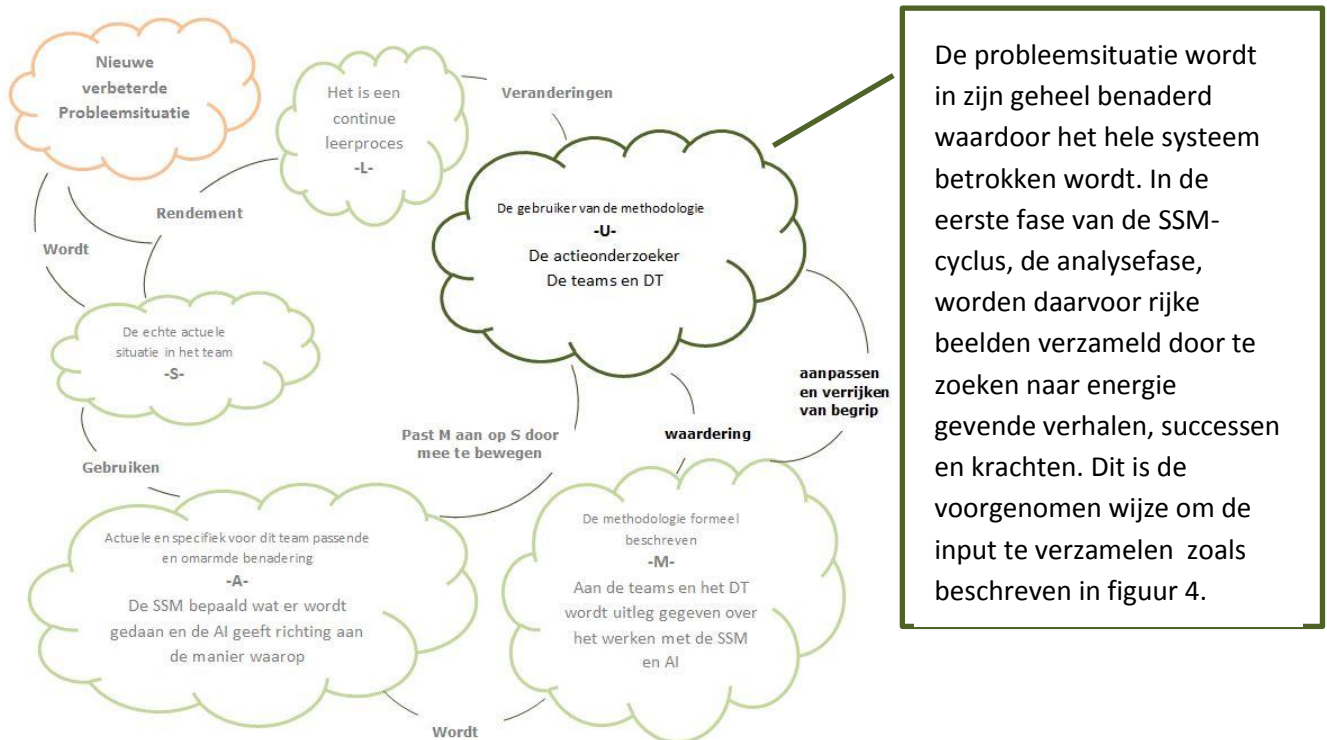 Nieuwe
verbeterde
Probleemsituatie
Het is een
continue
leerproces
-L-
Veranderingen
Rendement
Wordt
De gebruiker van de methodologie
-U-
De actieonderzoeker
De teams en DT
De echte actuele
situatie in het team
-S-
aanpassen
en verrijken
van begrip
Past M aan op S door
mee te bewegen
waardering
Gebruiken
Actuele en specifiek voor dit team passende
en omarmde benadering
-A-
De SSM bepaald wat er wordt
gedaan en de AI geeft richting aan
de manier waarop
De methodologie formeel
beschreven
-M-
Aan de teams en het DT
wordt uitleg gegeven over
het werken met de SSM
en AI
Wordt
De probleemsituatie wordt
in zijn geheel benaderd
waardoor het hele systeem
betrokken wordt. In de
eerste fase van de SSM-
cyclus, de analysefase,
worden daarvoor rijke
beelden verzameld door te
zoeken naar energie
gevende verhalen, successen
en krachten. Dit is de
voorgenomen wijze om de
input te verzamelen zoals
beschreven in figuur 4.